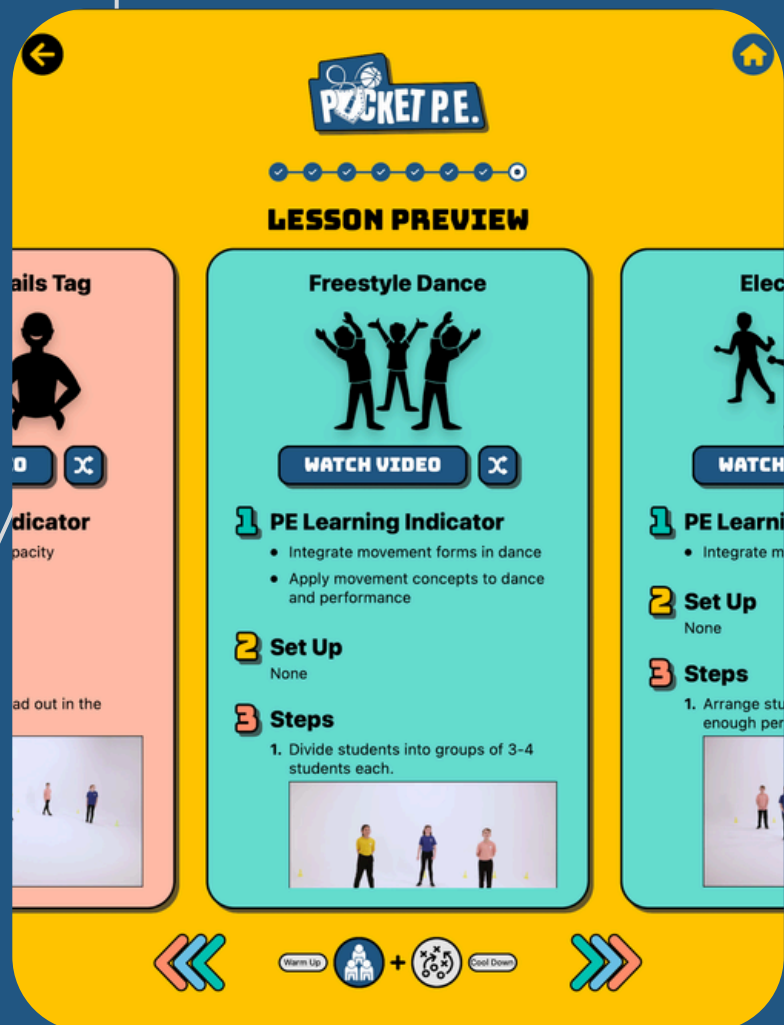 POCKET P.E.
LESSON PREVIEW
ails Tag
O
dicator
pacity
ad out in the
Freestyle Dance
WATCH VIDEO
1 PE Learning Indicator
• Integrate movement forms in dance
• Apply movement concepts to dance
and performance
2 Set Up
None
3 Steps
1. Divide students into groups of 3-4
students each.
Elec
WATCH
1 PE Learni
• Integrate m
2 Set Up
None
3 Steps
1. Arrange stu
enough per
Warm Up
+
Cool Down